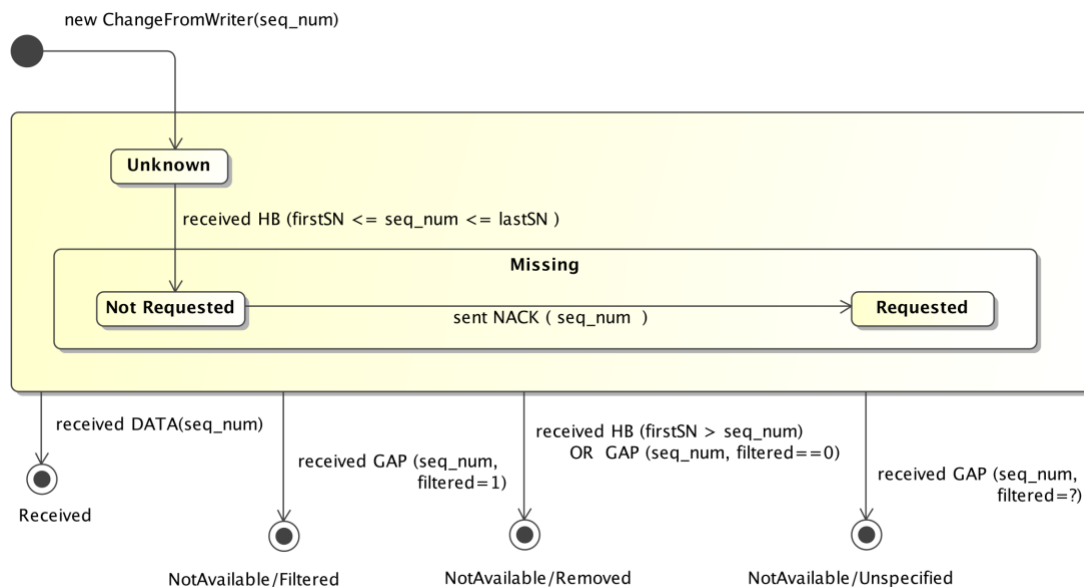 new ChangeFromWriter(seq_num)
Unknown
received HB (firstSN <= seq_num <= lastSN )
Missing
Not Requested
Requested
sent NACK ( seq_num )
received DATA(seq_num)
Received
received GAP (seq_num,
filtered=1)
NotAvailable/Filtered
received HB (firstSN > seq_num)
OR GAP (seq_num, filtered==0)
NotAvailable/Removed
received GAP (seq_num,
filtered=?)
NotAvailable/Unspecified